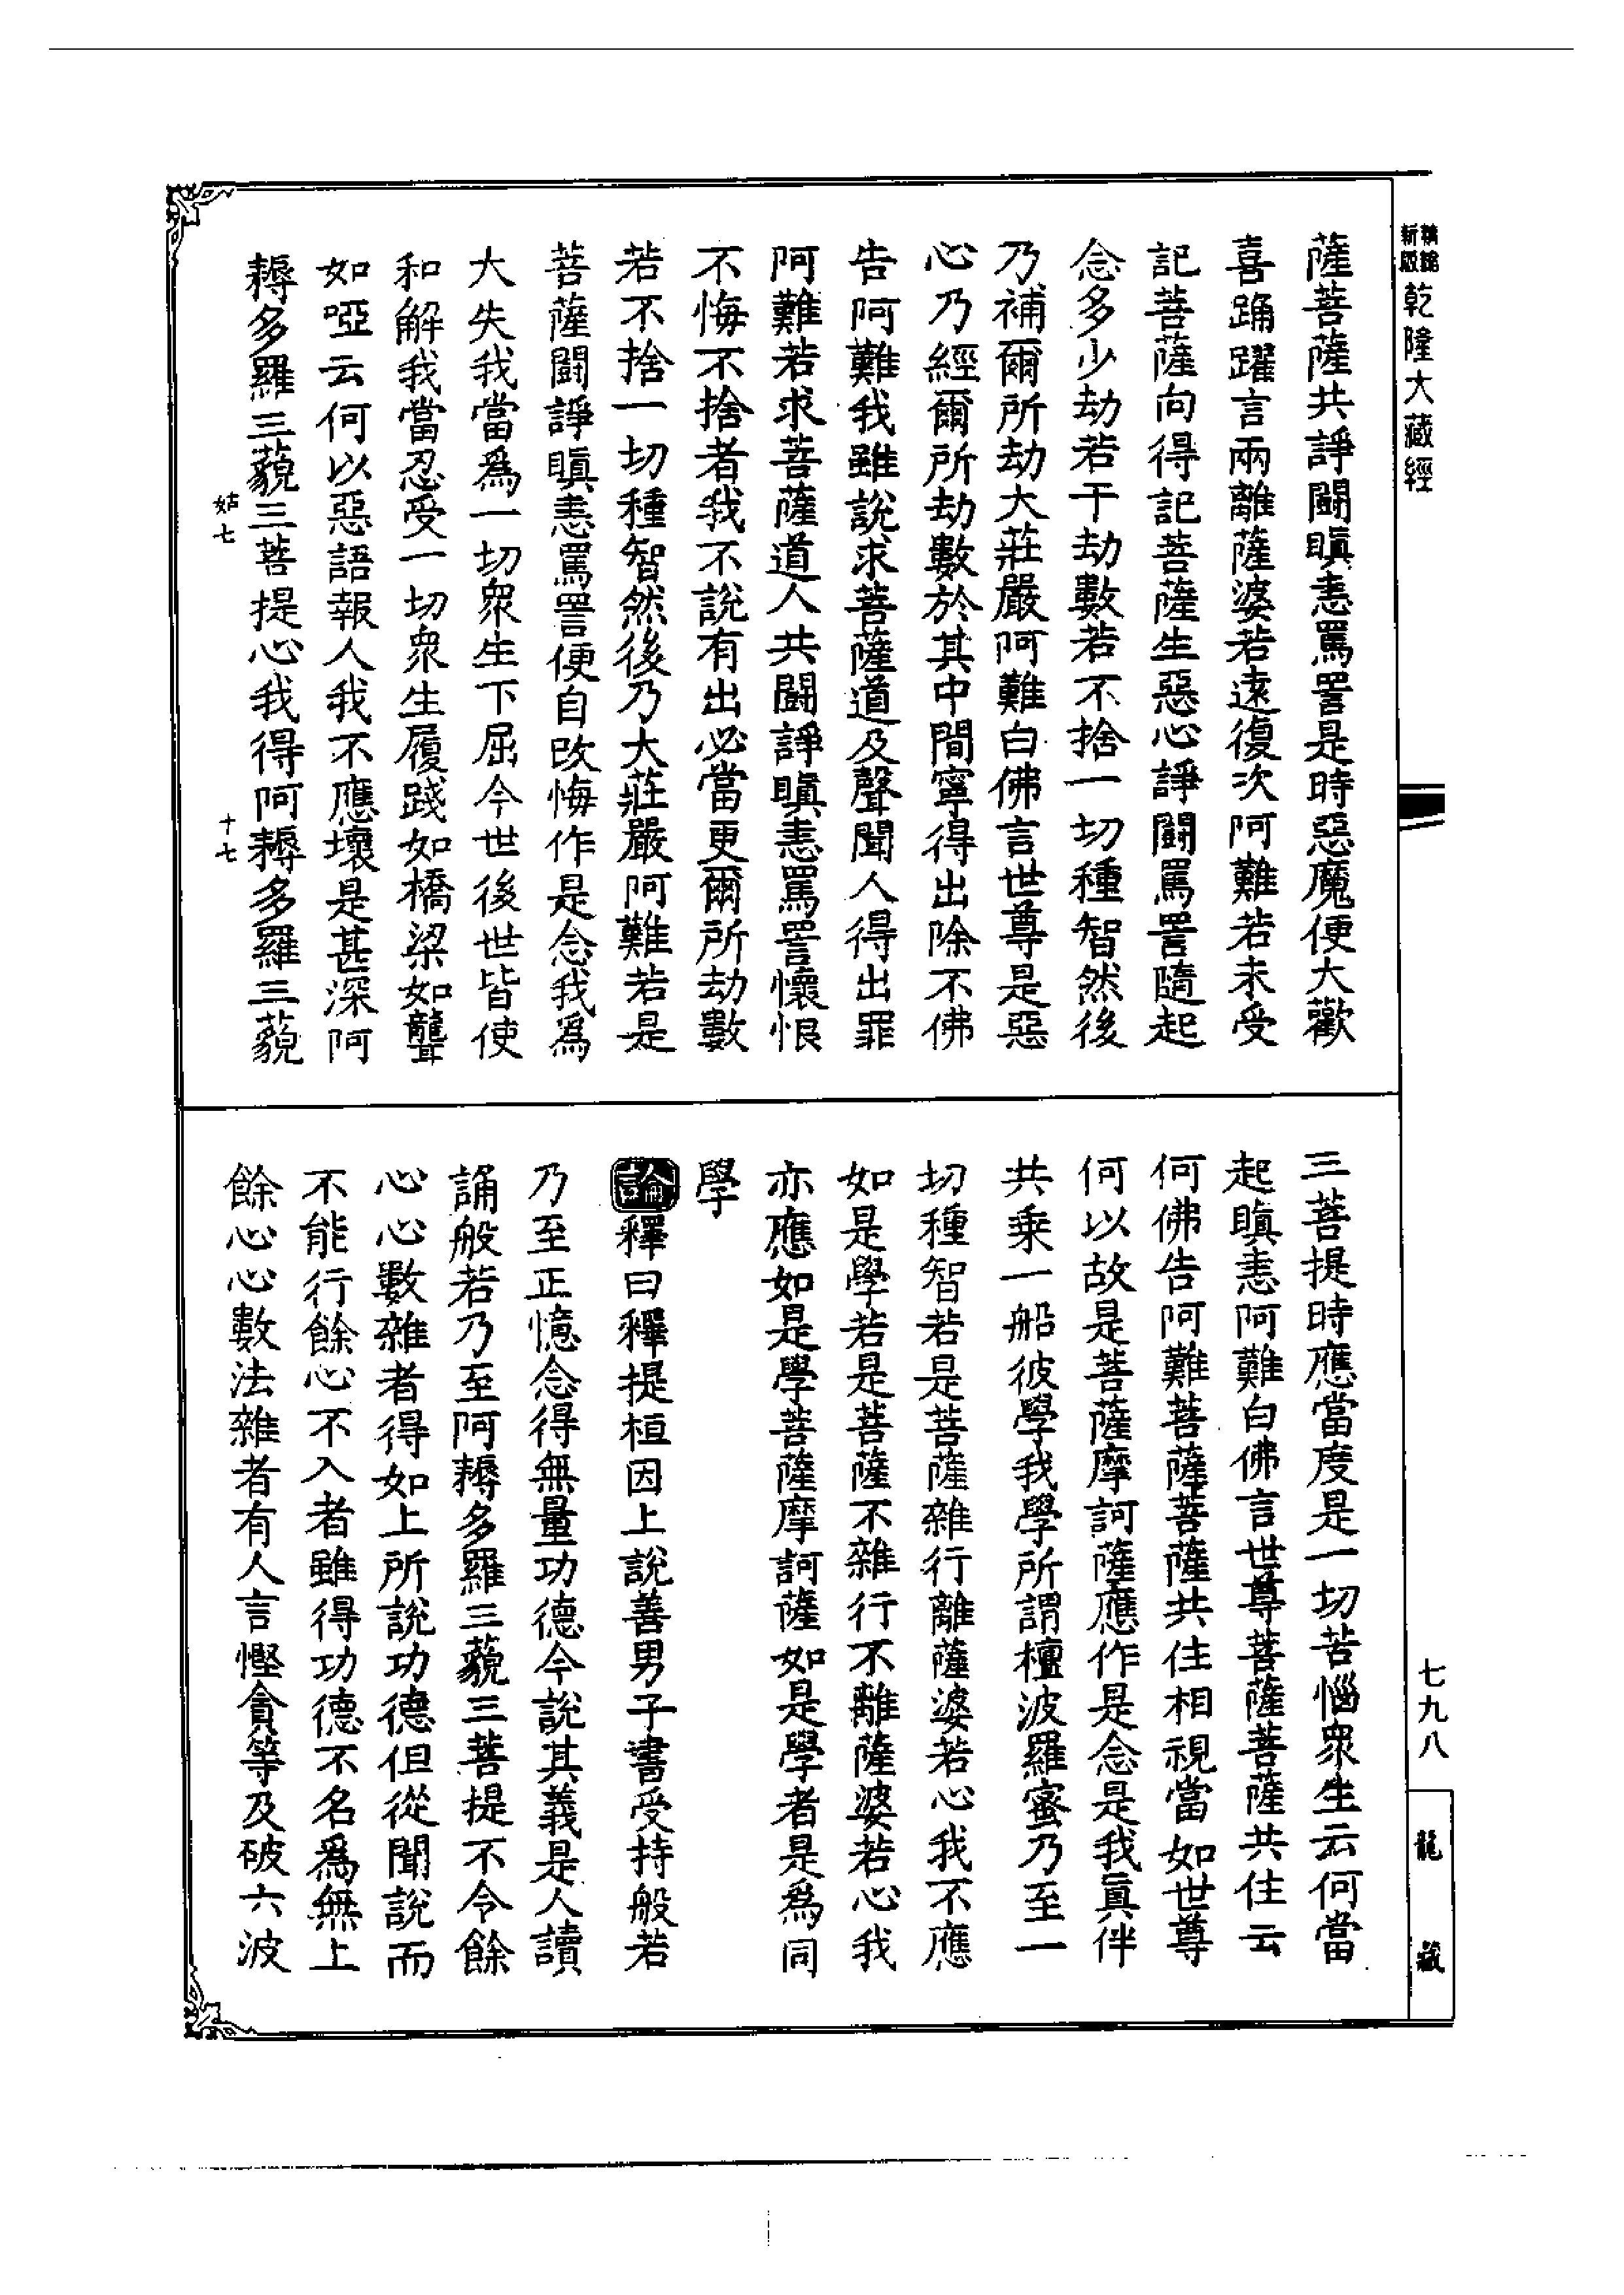 新版 精縮 乾隆大藏經
薩菩薩共諍鬪瞋恚罵詈是時惡魔便大歡
喜踊躍言兩離薩婆若遠復次阿難若未受
記菩薩向得記菩薩生惡心諍鬪罵詈隨起
念多少劫若干劫數若不捨一切種智然後
乃補爾所劫大莊嚴阿難白佛言世尊是惡
心乃經爾所劫數於其中間寧得出除不佛
告阿難我雖說求菩薩道及聲聞人得出罪
阿難若求菩薩道人共鬪諍瞋恚罵詈懷恨
不悔不捨者我不說有出必當更爾所劫數
若不捨一切種智然後乃大莊嚴阿難若是
菩薩鬪諍瞋恚罵詈便自改悔作是念我為
大失我當為一切眾生下屈今世後世皆使
和解我當忍受一切眾生履踐如橋梁如聾
如啞云何以惡語報人我不應壞是甚深阿
耨多羅三藐三菩提心我得阿耨多羅三藐
姑七 十七
三菩提時應當度是一切苦惱眾生云何當
起瞋恚阿難白佛言世尊菩薩菩薩共住云
何佛告阿難菩薩菩薩共住相視當如世尊
何以故是菩薩摩訶薩應作是念是我真伴
共乘一船彼學我學所謂檀波羅蜜乃至一
切種智若是菩薩雜行離薩婆若心我不應
如是學若是菩薩不雜行不離薩婆若心我
亦應如是學菩薩摩訶薩如是學者是為同
學
論釋曰釋提桓因上說善男子書受持般若
乃至正憶念得無量功德今說其義是人讀
誦般若乃至阿耨多羅三藐三菩提不令餘
心心數雜者得如上所說功德但從聞說而
不能行餘心不入者雖得功德不名為無上
餘心心數法雜者有人言慳貪等及破六波
七九八
龍藏